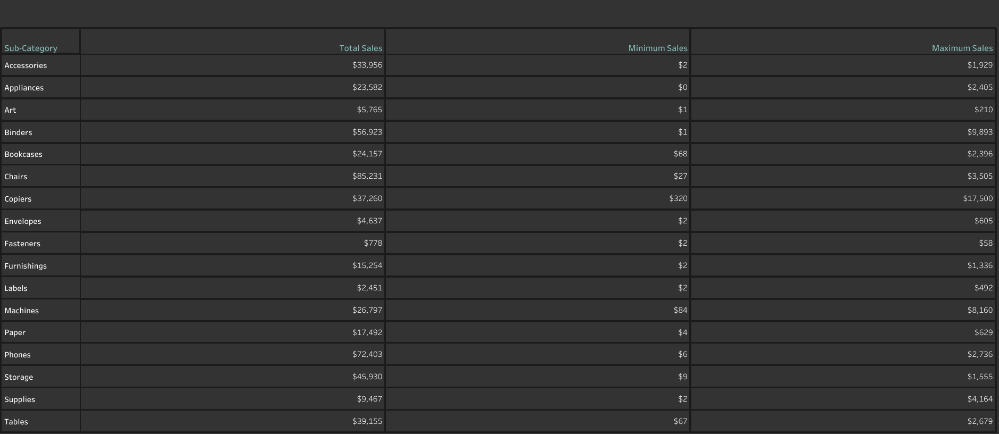 Sub-Category Total Sales Minimum Sales Maximum Sales
Accessories $33,956 $2 $1,929
Appliances $23,582 $0 $2,405
Art $5,765 $1 $210
Binders $56,923 $1 $9,893
Bookcases $24,157 $68 $2,396
Chairs $85,231 $27 $3,505
Copiers $37,260 $320 $17,500
Envelopes $4,637 $2 $605
Fasteners $778 $2 $58
Furnishings $15,254 $2 $1,336
Labels $2,451 $2 $492
Machines $26,797 $84 $8,160
Paper $17,492 $4 $629
Phones $72,403 $6 $2,736
Storage $45,930 $9 $1,555
Supplies $9,467 $2 $4,164
Tables $39,155 $67 $2,679